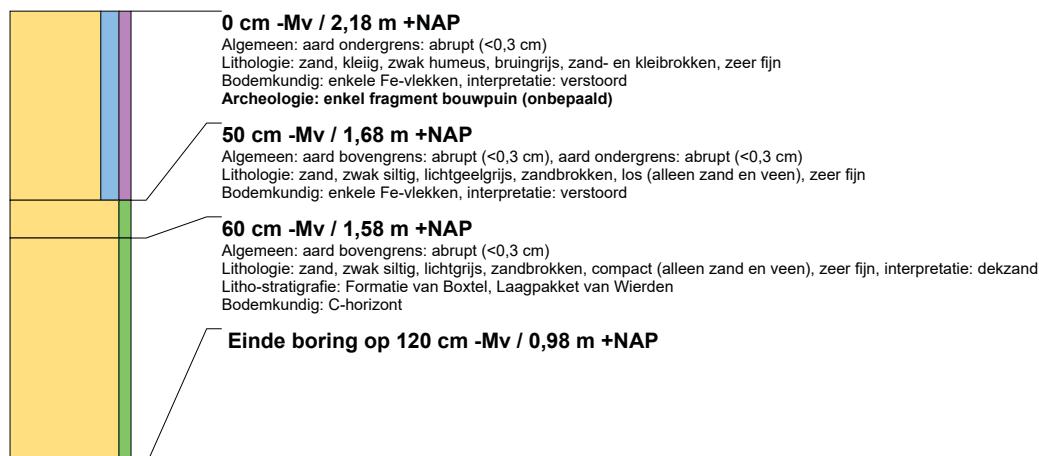 0 cm -Mv / 2,18 m +NAP
Algemeen: aard ondergrens: abrupt (<0,3 cm)
Lithologie: zand, kleiig, zwak humeus, bruingrijs, zand- en kleibrokken, zeer fijn
Bodemkundig: enkele Fe-vlekken, interpretatie: verstoord
Archeologie: enkel fragment bouwpuin (onbepaald)
50 cm -Mv / 1,68 m +NAP
Algemeen: aard bovengrens: abrupt (<0,3 cm), aard ondergrens: abrupt (<0,3 cm)
Lithologie: zand, zwak siltig, lichtgeelgrijs, zandbrokken, los (alleen zand en veen), zeer fijn
Bodemkundig: enkele Fe-vlekken, interpretatie: verstoord
60 cm -Mv / 1,58 m +NAP
Algemeen: aard bovengrens: abrupt (<0,3 cm)
Lithologie: zand, zwak siltig, lichtgrijs, zandbrokken, compact (alleen zand en veen), zeer fijn, interpretatie: dekzand
Litho-stratigrafie: Formatie van Boxtel, Laagpakket van Wierden
Bodemkundig: C-horizont
Einde boring op 120 cm -Mv / 0,98 m +NAP